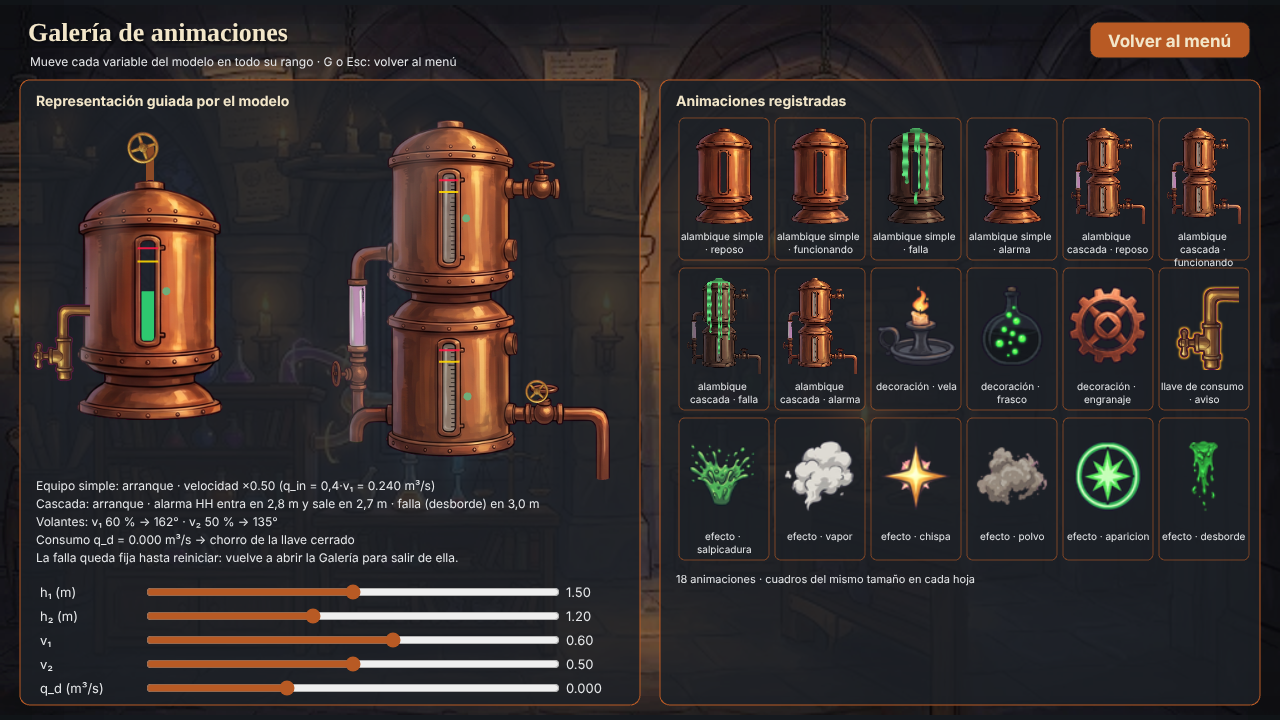 Galería de animaciones
Mueve cada variable del modelo en todo su rango · G o Esc: volver al menú
Volver al menú
Representación guiada por el modelo
Equipo simple: arranque · velocidad ×0.50 (q_in = 0,4·v₁ = 0.240 m³/s)
Cascada: arranque · alarma HH entra en 2,8 m y sale en 2,7 m · falla (desborde) en 3,0 m
Volantes: v₁ 60 % → 162° · v₂ 50 % → 135°
Consumo q_d = 0.000 m³/s → chorro de la llave cerrado
La falla queda fija hasta reiniciar: vuelve a abrir la Galería para salir de ella.
h₁ (m) 1.50
h₂ (m) 1.20
v₁ 0.60
v₂ 0.50
q_d (m³/s) 0.000
Animaciones registradas
alambique simple
· reposo
alambique simple
· funcionando
alambique simple
· falla
alambique simple
· alarma
alambique
cascada · reposo
alambique
cascada ·
funcionando
alambique
cascada · falla
alambique
cascada · alarma
decoración · vela
decoración ·
frasco
decoración ·
engranaje
llave de consumo
· aviso
efecto ·
salpicadura
efecto · vapor
efecto · chispa
efecto · polvo
efecto · aparicion
efecto · desborde
18 animaciones · cuadros del mismo tamaño en cada hoja